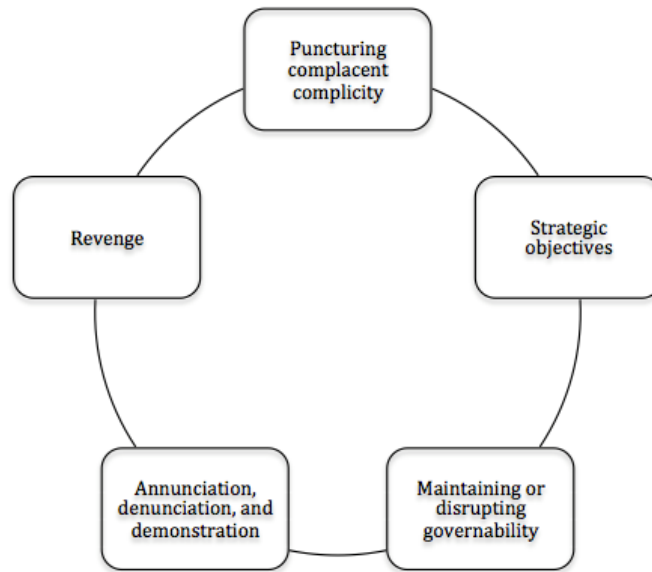 Puncturing
complacent
complicity
Strategic
objectives
Maintaining or
disrupting
governability
Annunciation,
denunciation, and
demonstration
Revenge